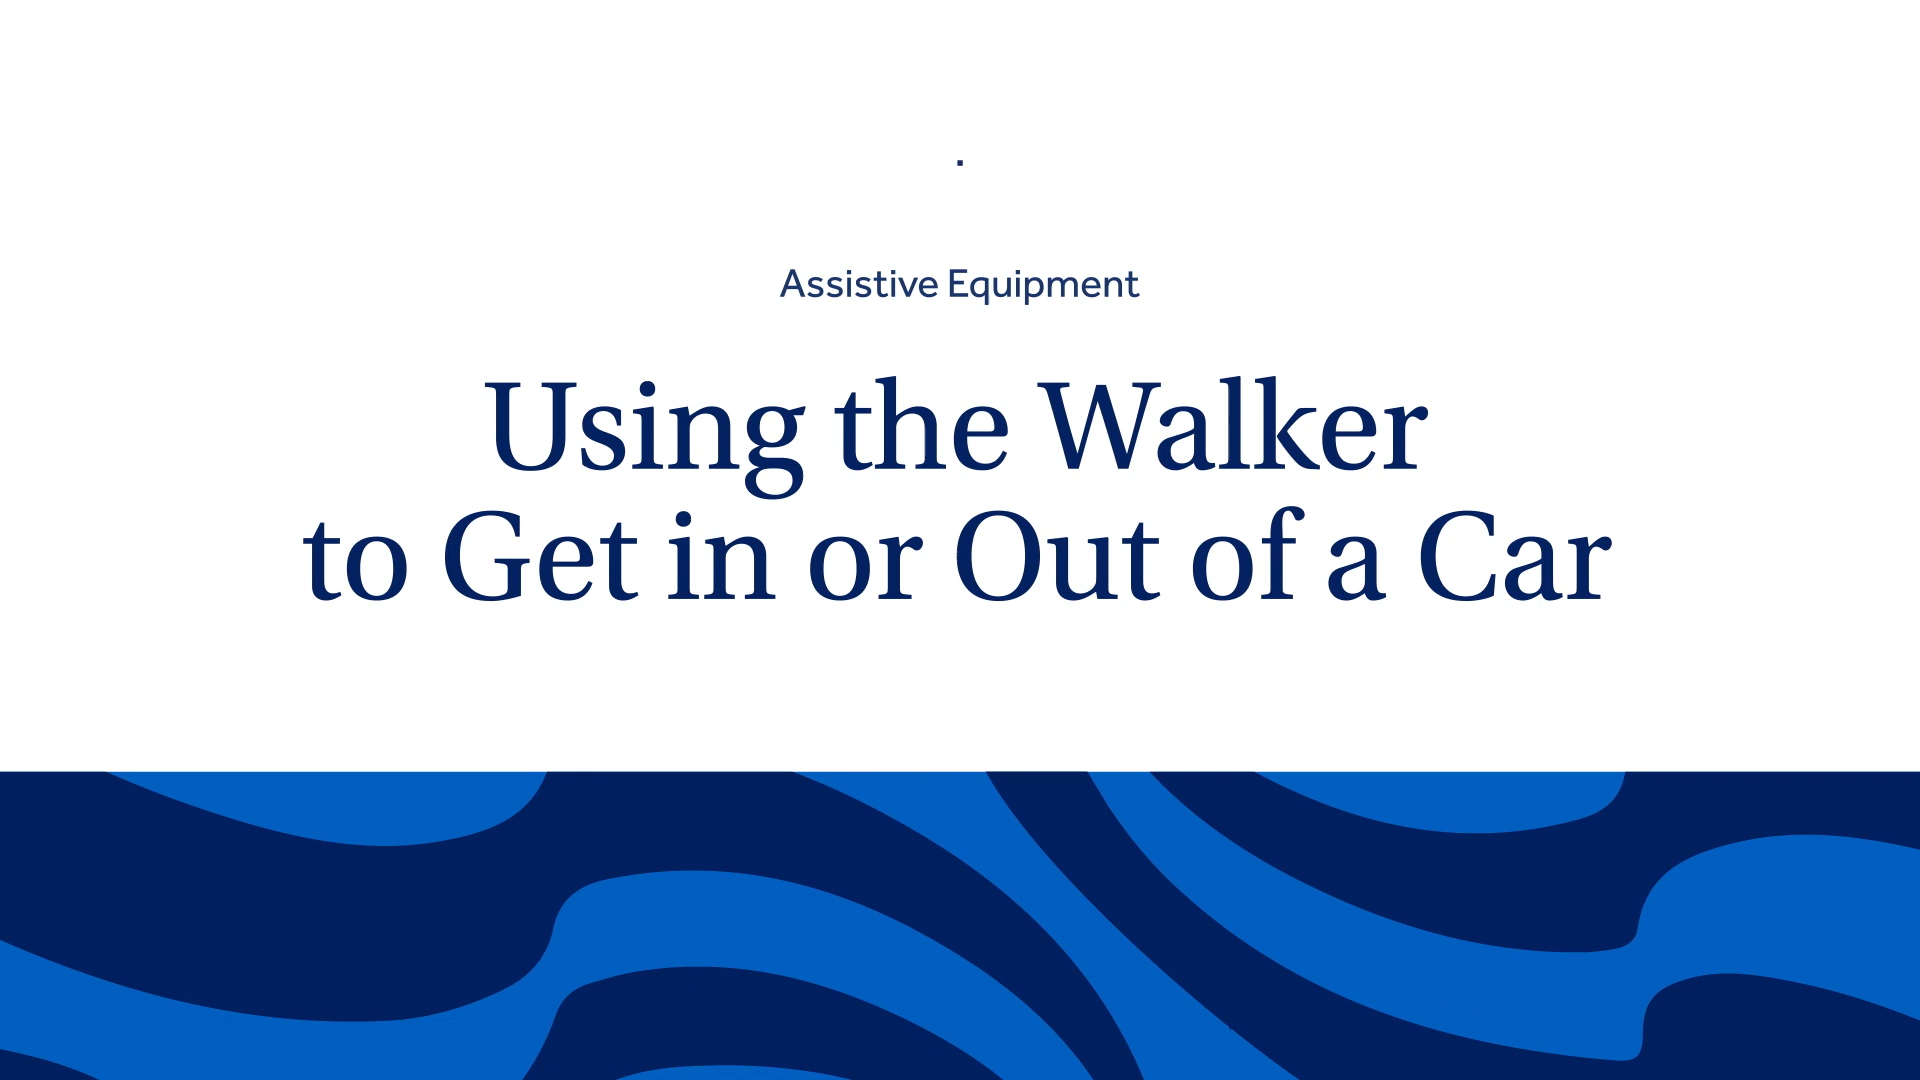 Assistive Equipment
Using the Walker
to Get in or Out of a Car